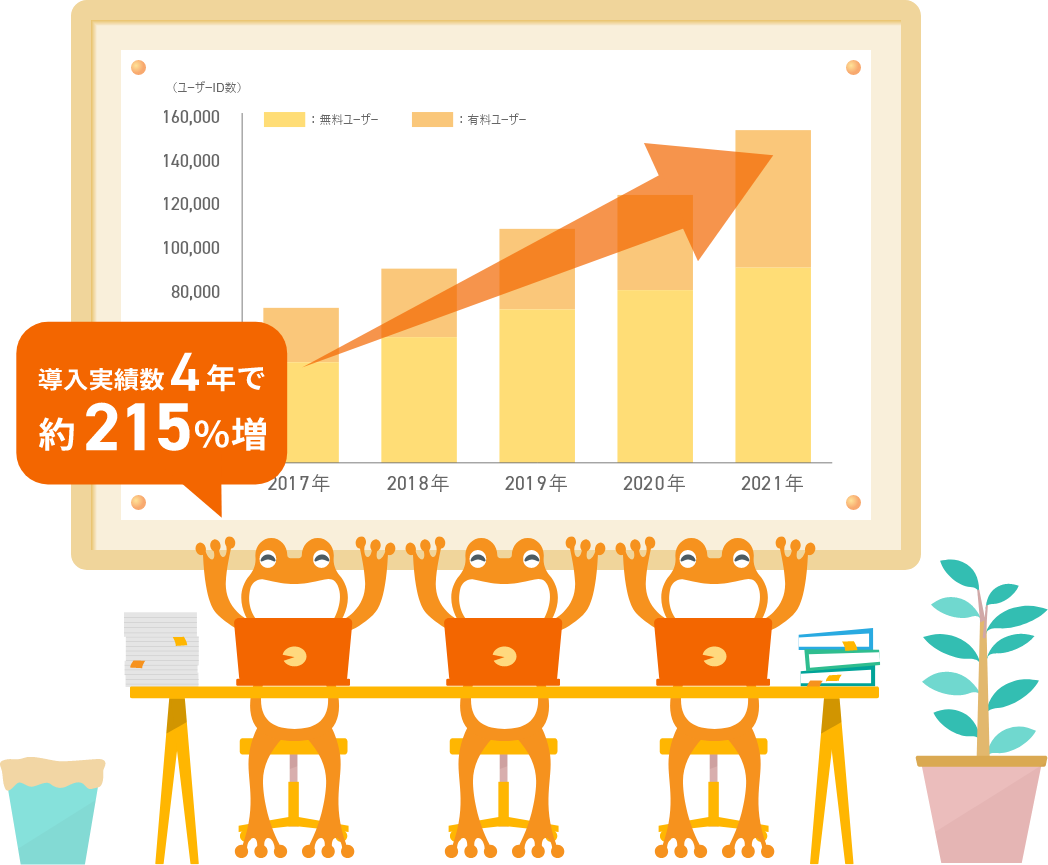 （ユーザーID数）
160,000
：無料ユーザー
：有料ユーザー
140,000
120,000
100,000
80,000
導入実績数4年で
約215%増
2017年
2018年
2019年
2020年
2021年